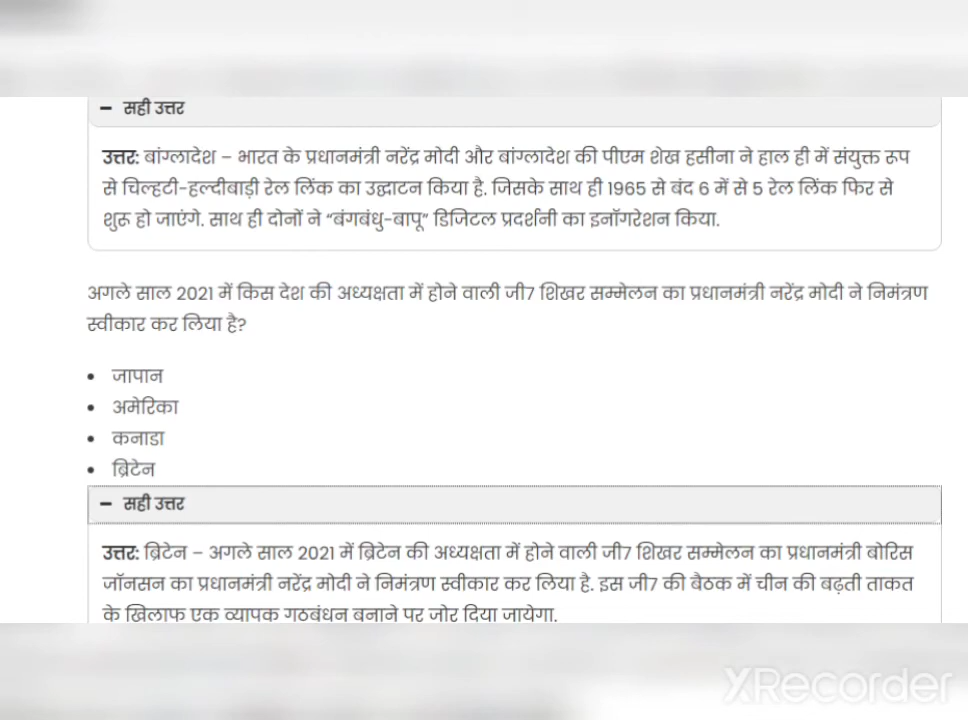 − सही उत्तर
उत्तर: बांग्लादेश – भारत के प्रधानमंत्री नरेंद्र मोदी और बांग्लादेश की पीएम शेख हसीना ने हाल ही में संयुक्त रूप
से चिल्हटी-हल्दीबाड़ी रेल लिंक का उद्घाटन किया है. जिसके साथ ही 1965 से बंद 6 में से 5 रेल लिंक फिर से
शुरू हो जाएंगे. साथ ही दोनों ने “बंगबंधु-बापू” डिजिटल प्रदर्शनी का इनॉगरेशन किया.
अगले साल 2021 में किस देश की अध्यक्षता में होने वाली जी7 शिखर सम्मेलन का प्रधानमंत्री नरेंद्र मोदी ने निमंत्रण
स्वीकार कर लिया है?
• जापान
• अमेरिका
• कनाडा
• ब्रिटेन
− सही उत्तर
उत्तर: ब्रिटेन – अगले साल 2021 में ब्रिटेन की अध्यक्षता में होने वाली जी7 शिखर सम्मेलन का प्रधानमंत्री बोरिस
जॉनसन का प्रधानमंत्री नरेंद्र मोदी ने निमंत्रण स्वीकार कर लिया है. इस जी7 की बैठक में चीन की बढ़ती ताकत
के खिलाफ एक व्यापक गठबंधन बनाने पर जोर दिया जायेगा.
XRecorder